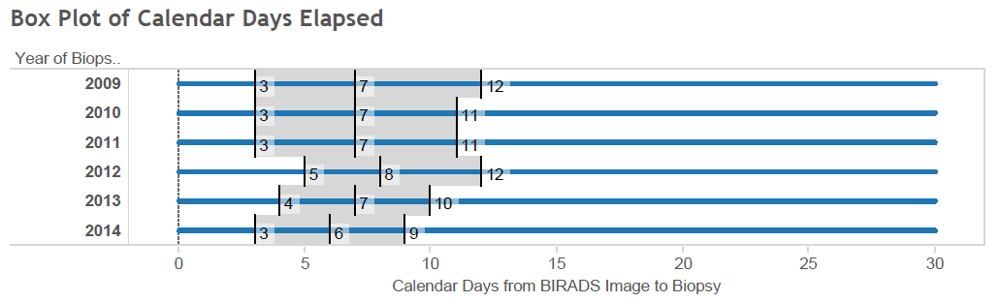 Box Plot of Calendar Days Elapsed
Year of Biops..
2009 3 7 12
2010 3 7 11
2011 3 7 11
2012 5 8 12
2013 4 7 10
2014 3 6 9
0 5 10 15 20 25 30
Calendar Days from BIRADS Image to Biopsy